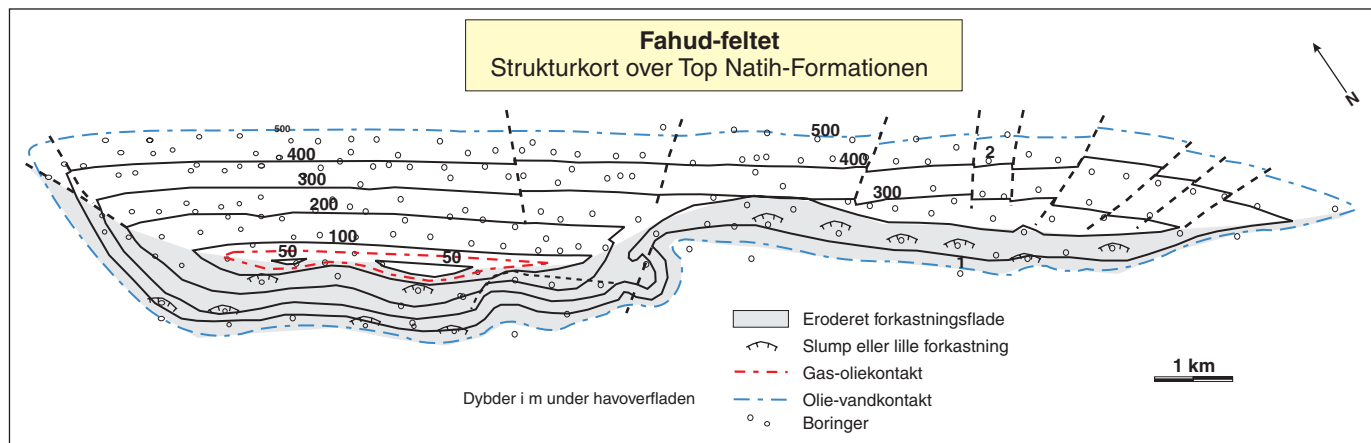 Fahud-feltet
Strukturkort over Top Natih-Formationen
N
500
500
400
400
2
300
300
200
100
50
50
1
Eroderet forkastningsflade
Slump eller lille forkastning
Gas-oliekontakt
Olie-vandkontakt
Boringer
Dybder i m under havoverfladen
1 km